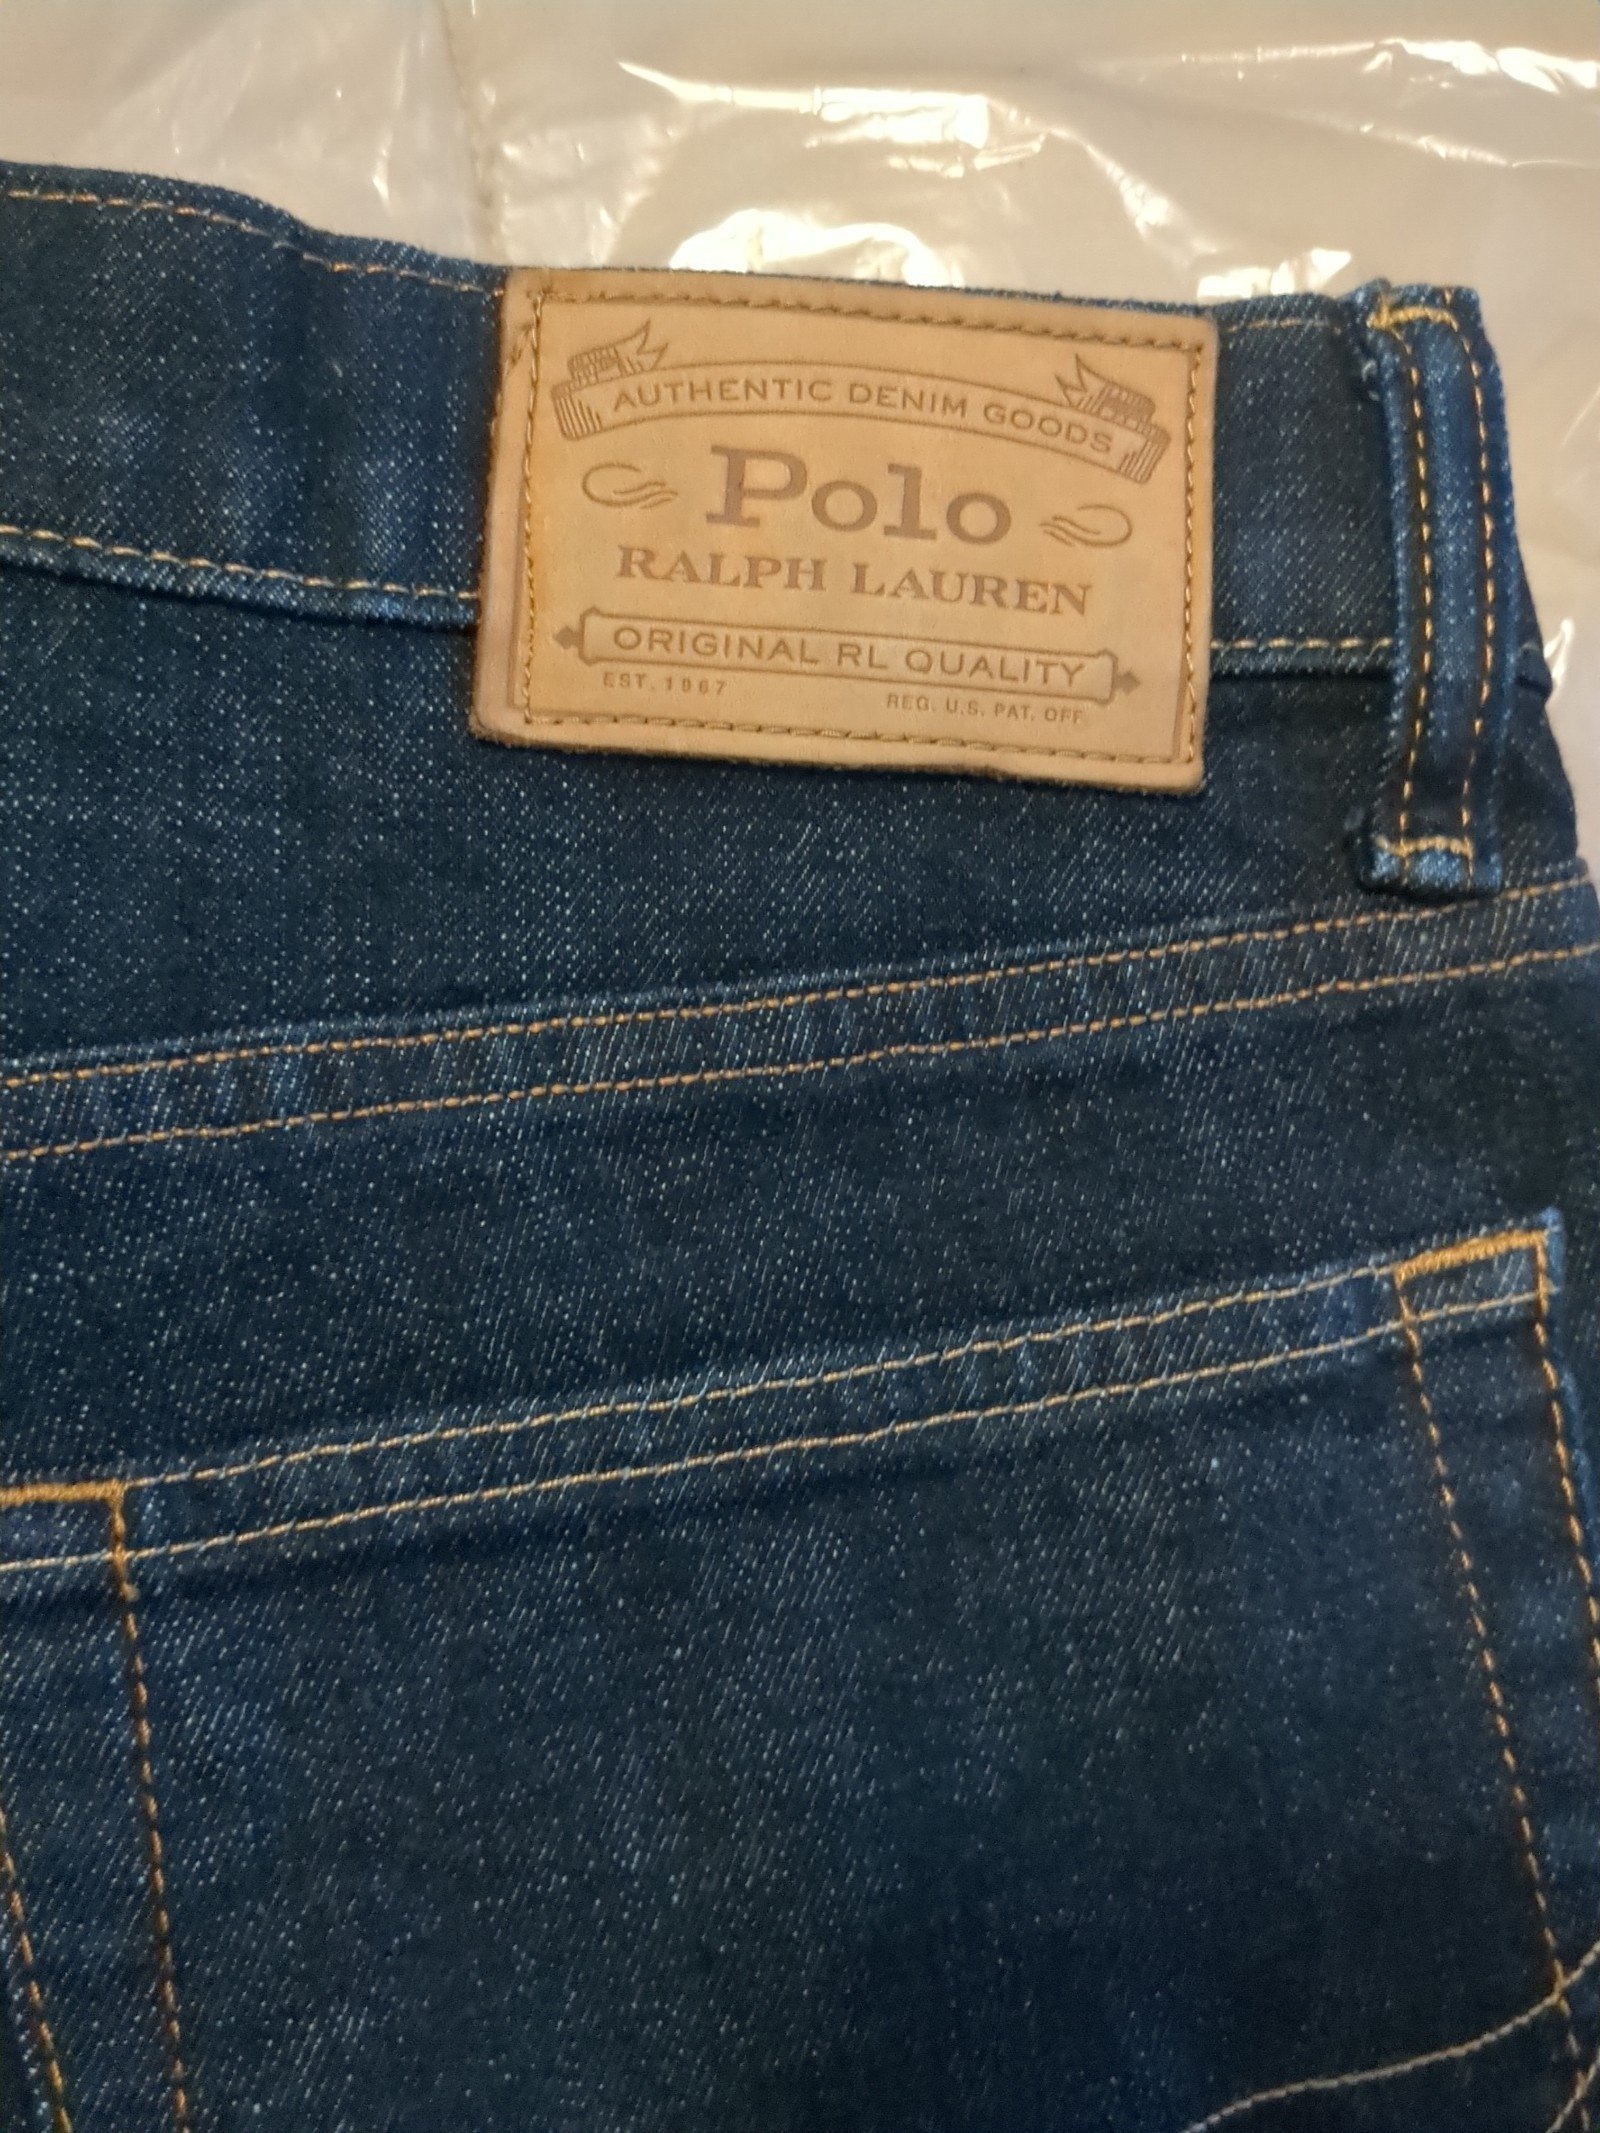 AUTHENTIC DENIM GOODS
Polo
RALPH LAUREN
ORIGINAL RL QUALITY
EST. 1967 REG. U.S. PAT. OFF.